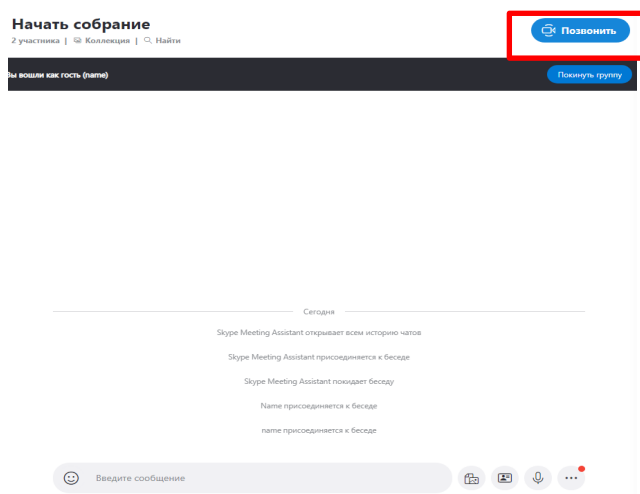 Начать собрание
Позвонить
2 участника | Коллекция | Найти
Вы вошли как гость (name)
Покинуть группу
Сегодня
Skype Meeting Assistant открывает всем историю чатов
Skype Meeting Assistant присоединяется к беседе
Skype Meeting Assistant покидает беседу
Name присоединяется к беседе
name присоединяется к беседе
Введите сообщение